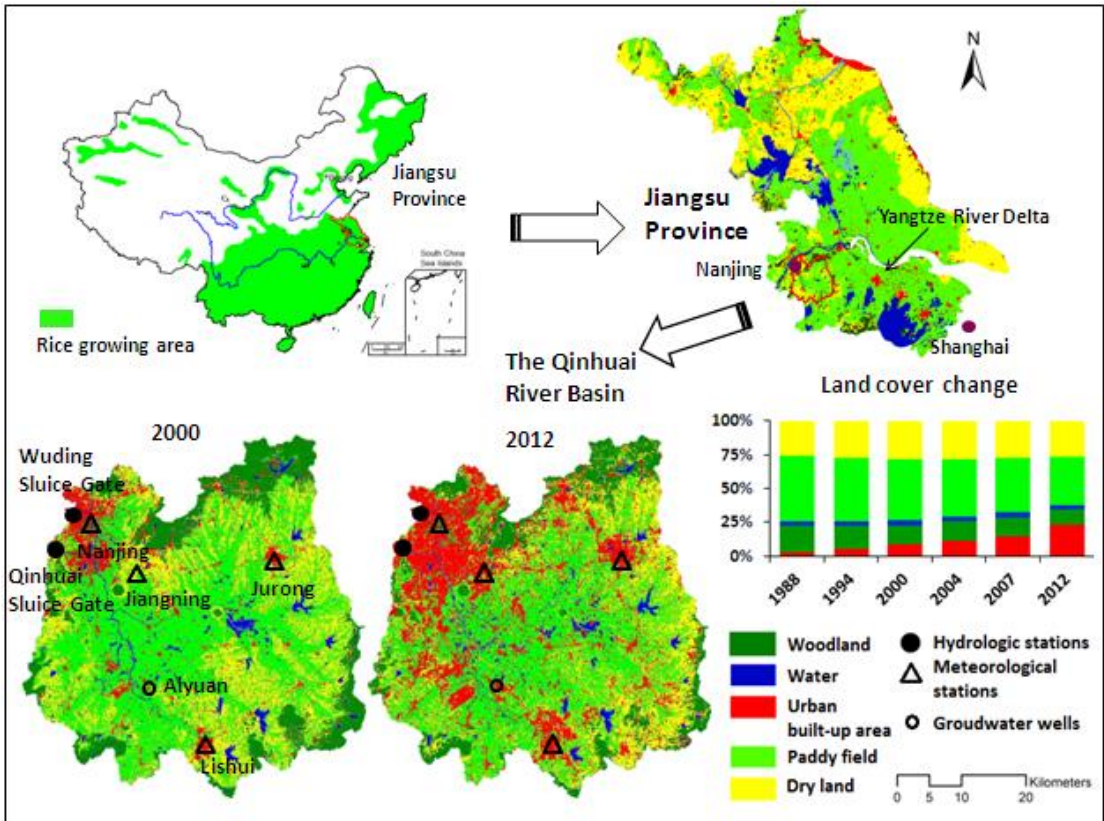 Jiangsu
Province
South China
Sea Islands
Rice growing area
N
Jiangsu
Province
Yangtze River Delta
Nanjing
Shanghai
The Qinhuai
River Basin
Land cover change
100%
75%
50%
25%
0%
1988
1994
2000
2004
2007
2012
2000
Wuding
Sluice Gate
Nanjing
Qinhuai
Sluice Gate
Jiangning
Jurong
Aiyuan
Lishui
2012
Woodland
Water
Urban
built-up area
Paddy field
Dry land
Hydrologic stations
Meteorological
stations
Groudwater wells
Kilometers
0 5 10 20